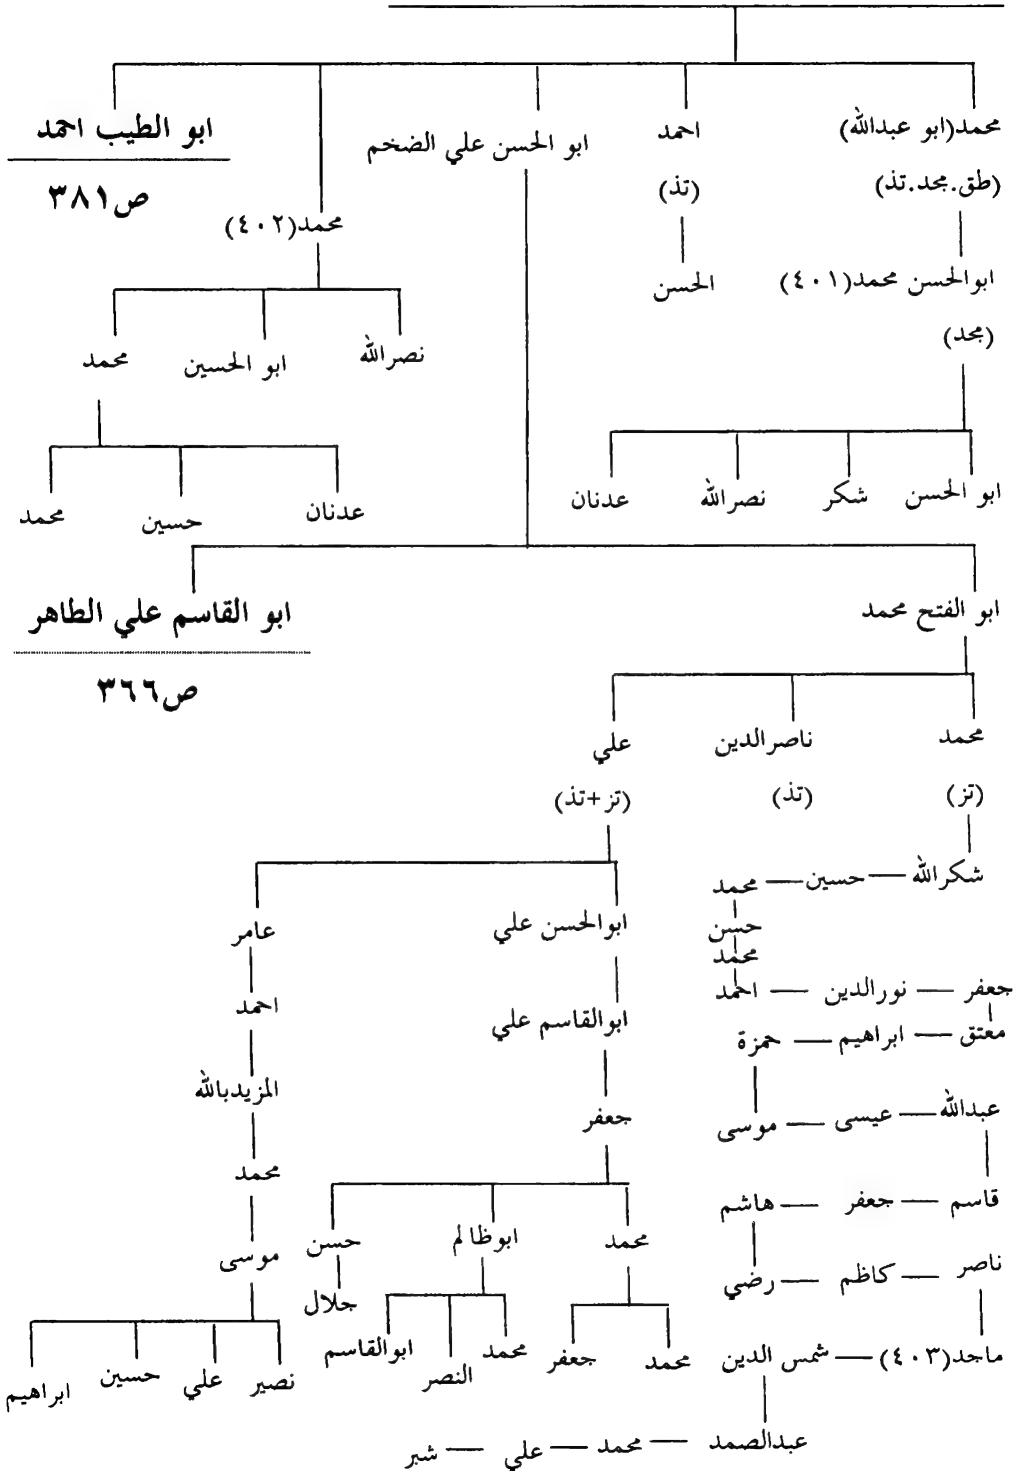 محمد(ابو عبدالله) احمد ابو الحسن علي الضخم ابو الطيب احمد
(طق.مجد.تذ) (تذ) ص٣٨١
محمد(٤٠٢)
ابوالحسن محمد(٤٠١) الحسن
(مجد) نصرالله ابو الحسين محمد
ابو الحسن شكر نصرالله عدنان عدنان حسين محمد
ابو الفتح محمد ابو القاسم علي الطاهر
ص٣٦٦
محمد ناصرالدين علي
(تز) (تذ) (تز+تذ)
شكرالله — حسين — محمد
حسن ابوالحسن علي عامر
محمد
جعفر — نورالدين — احمد احمد
معتق — ابراهيم — حمزة ابوالقاسم علي
المزيدبالله
عبدالله — عيسى — موسى جعفر
محمد
قاسم — جعفر — هاشم
محمد ابوظالم حسن موسى
ناصر — كاظم — رضي جلال
ماجد(٤٠٣) — شمس الدين محمد جعفر محمد النصر ابوالقاسم
نصير علي حسين ابراهيم
عبدالصمد — محمد — علي — شبر